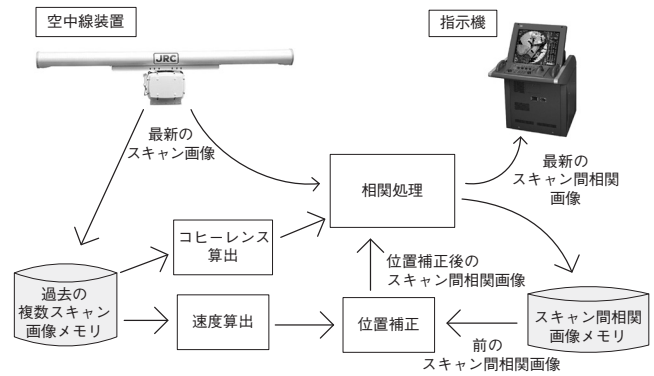 空中線装置
指示機
JRC
最新の
スキャン画像
相関処理
最新の
スキャン間相関
画像
コヒーレンス
算出
位置補正後の
スキャン間相関画像
過去の
複数スキャン
画像メモリ
速度算出
位置補正
スキャン間相関
画像メモリ
前の
スキャン間相関画像